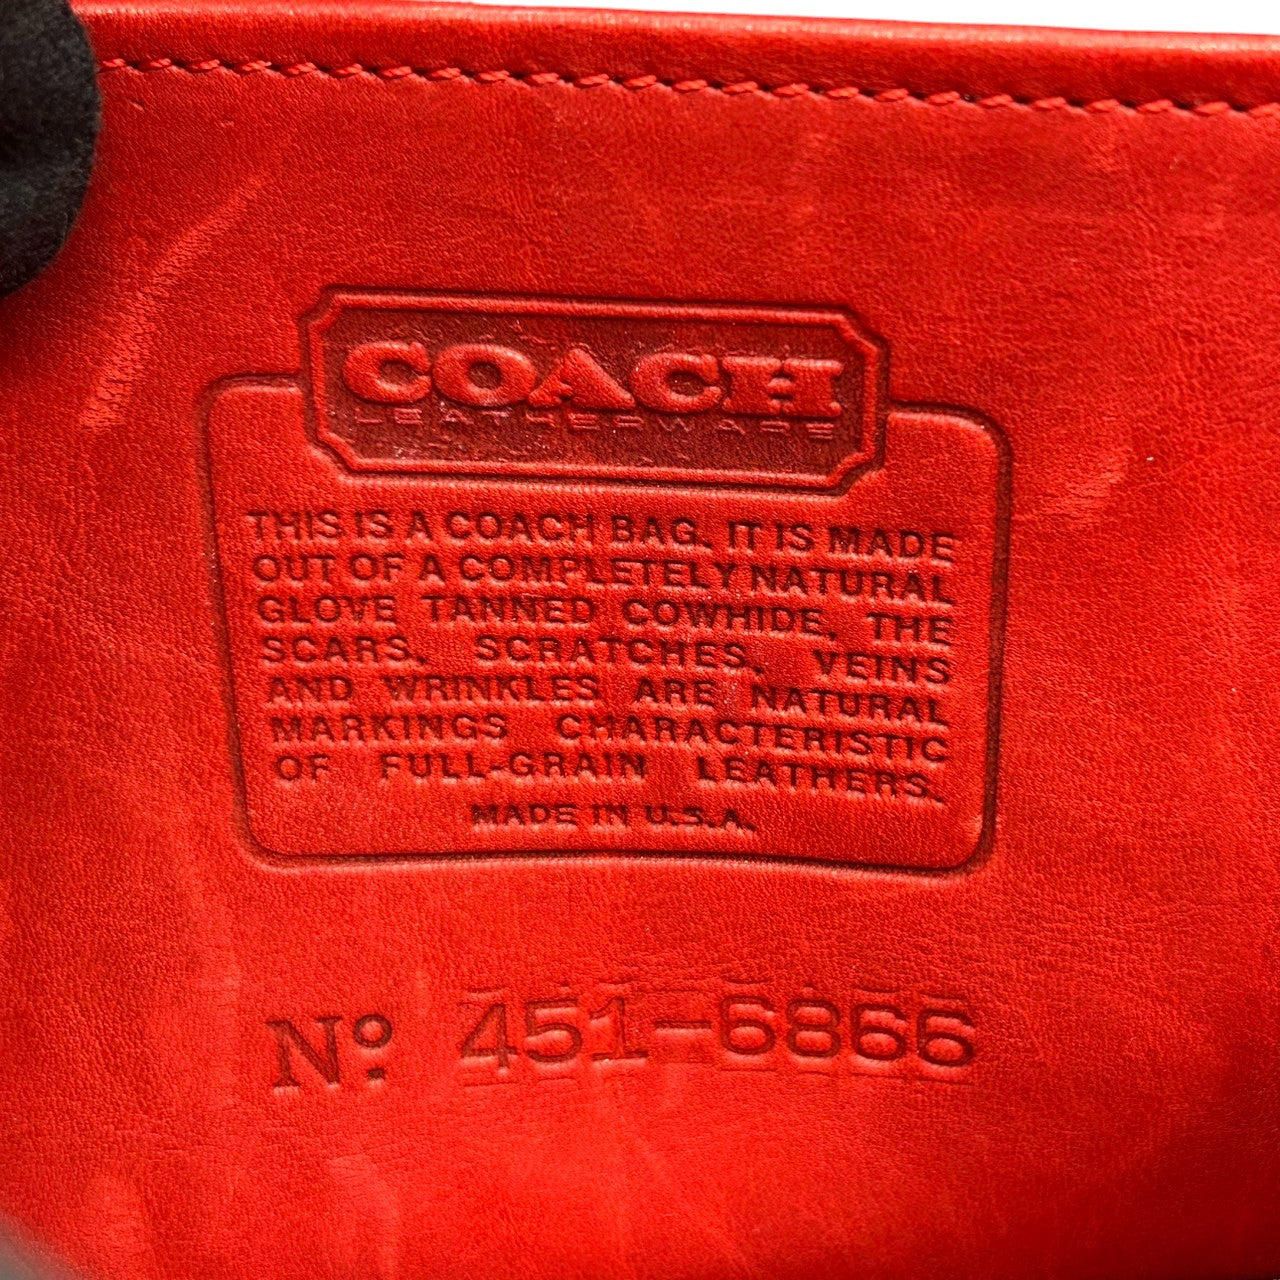 COACH
LEATHERWARE
THIS IS A COACH BAG. IT IS MADE
OUT OF A COMPLETELY NATURAL
GLOVE TANNED COWHIDE, THE
SCARS, SCRATCHES, VEINS
AND WRINKLES ARE NATURAL
MARKINGS CHARACTERISTIC
OF FULL-GRAIN LEATHERS.
MADE IN U.S.A.
Nº 451-6866